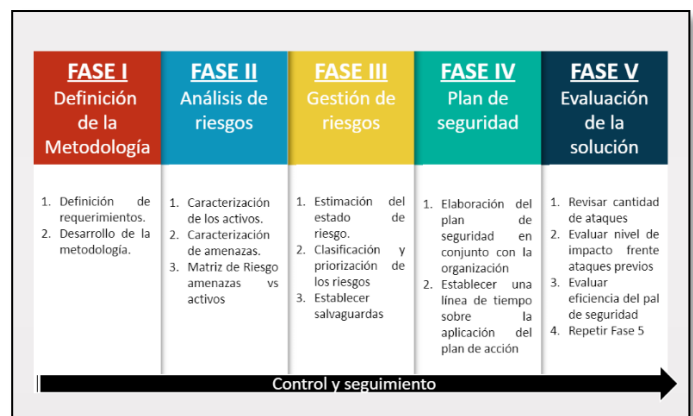 FASE I
Definición
de la
Metodología
1. Definición de
requerimientos.
2. Desarrollo de la
metodología.
FASE II
Análisis de
riesgos
1. Caracterización
de los activos.
2. Caracterización
de amenazas.
3. Matriz de Riesgo
amenazas vs
activos
FASE III
Gestión de
riesgos
1. Estimación del
estado de
riesgo.
2. Clasificación y
priorización de
los riesgos
3. Establecer
salvaguardas
FASE IV
Plan de
seguridad
1. Elaboración del
plan de
seguridad en
conjunto con la
organización
2. Establecer una
línea de tiempo
sobre la
aplicación del
plan de acción
FASE V
Evaluación
de la
solución
1. Revisar cantidad
de ataques
2. Evaluar nivel de
impacto frente
ataques previos
3. Evaluar
eficiencia del pal
de seguridad
4. Repetir Fase 5
Control y seguimiento